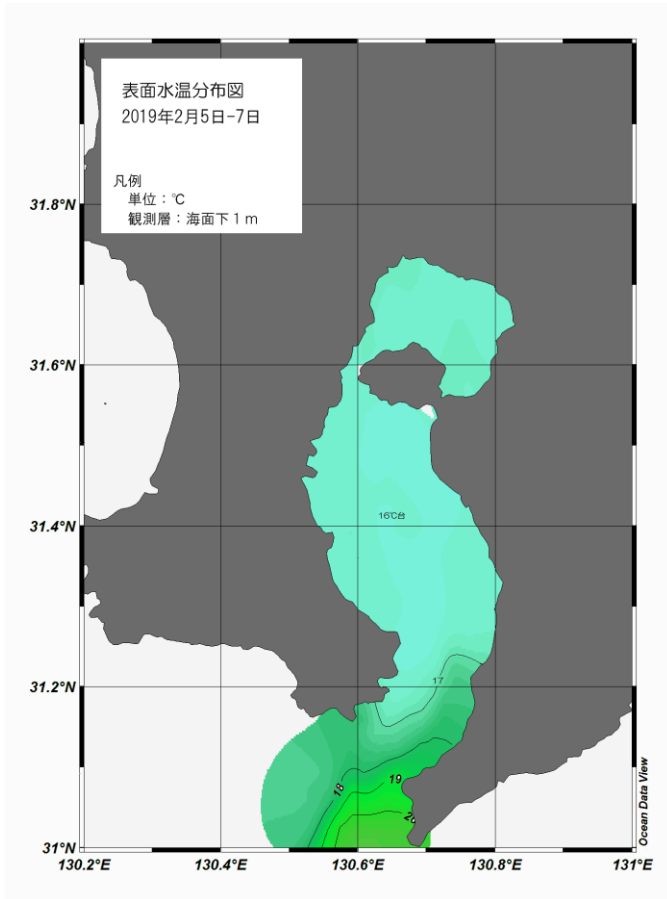 表面水温分布図
2019年2月5日-7日
凡例
単位：℃
観測層：海面下１ｍ
31.8°N
31.6°N
31.4°N
16℃台
31.2°N
17
18
19
20
31°N
130.2°E
130.4°E
130.6°E
130.8°E
131°E
Ocean Data View